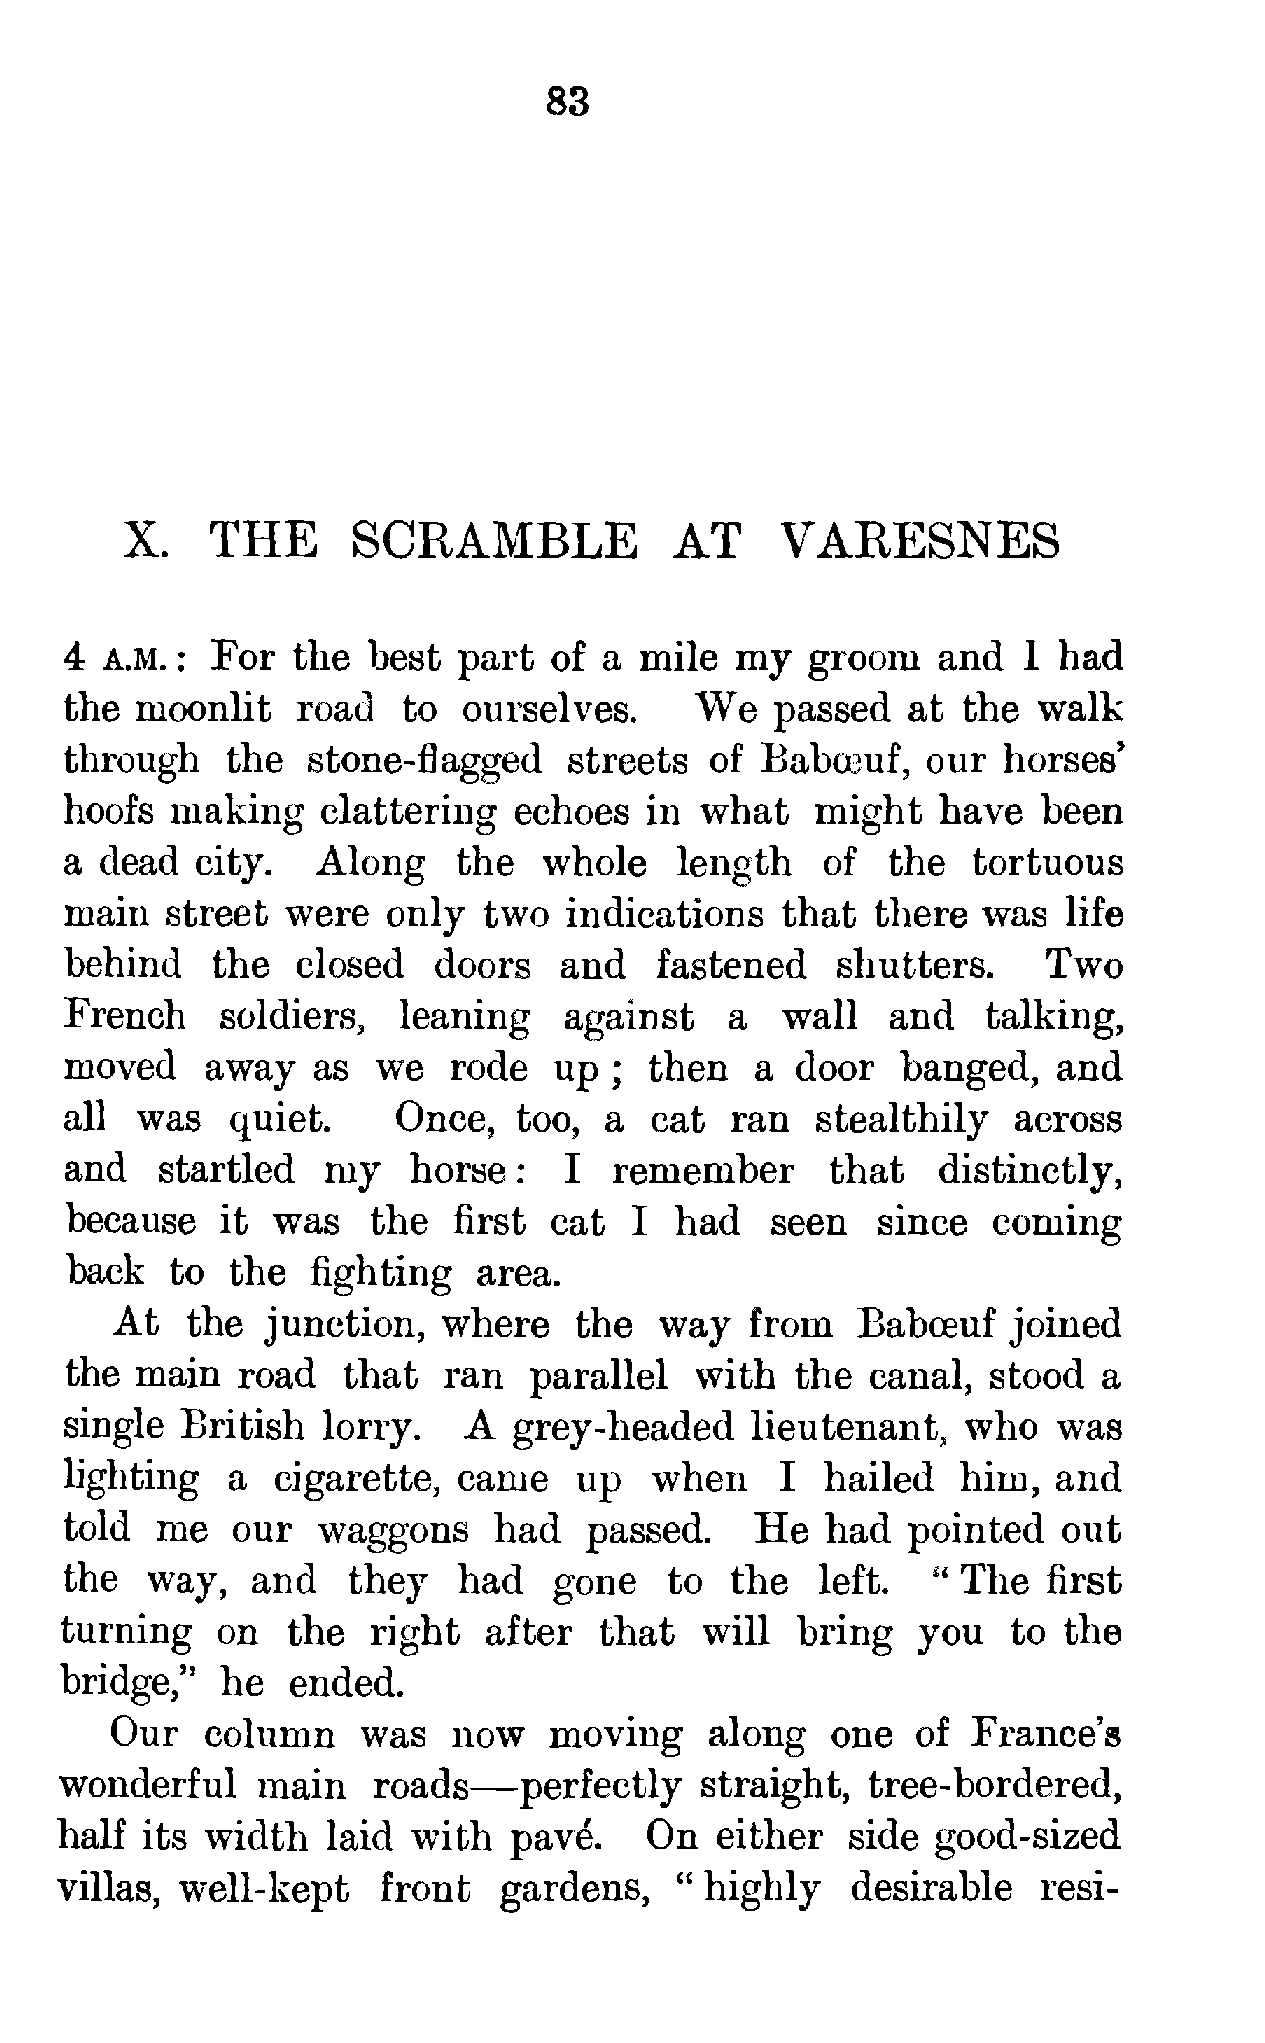 83
X. THE SCRAMBLE AT VARESNES
4 A.M.: For the best part of a mile my groom and I had
the moonlit road to ourselves. We passed at the walk
through the stone-flagged streets of Babœuf, our horses'
hoofs making clattering echoes in what might have been
a dead city. Along the whole length of the tortuous
main street were only two indications that there was life
behind the closed doors and fastened shutters. Two
French soldiers, leaning against a wall and talking,
moved away as we rode up ; then a door banged, and
all was quiet. Once, too, a cat ran stealthily across
and startled my horse : I remember that distinctly,
because it was the first cat I had seen since coming
back to the fighting area.
At the junction, where the way from Babœuf joined
the main road that ran parallel with the canal, stood a
single British lorry. A grey-headed lieutenant, who was
lighting a cigarette, came up when I hailed him, and
told me our waggons had passed. He had pointed out
the way, and they had gone to the left. “ The first
turning on the right after that will bring you to the
bridge,” he ended.
Our column was now moving along one of France's
wonderful main roads—perfectly straight, tree-bordered,
half its width laid with pavé. On either side good-sized
villas, well-kept front gardens, “ highly desirable resi-